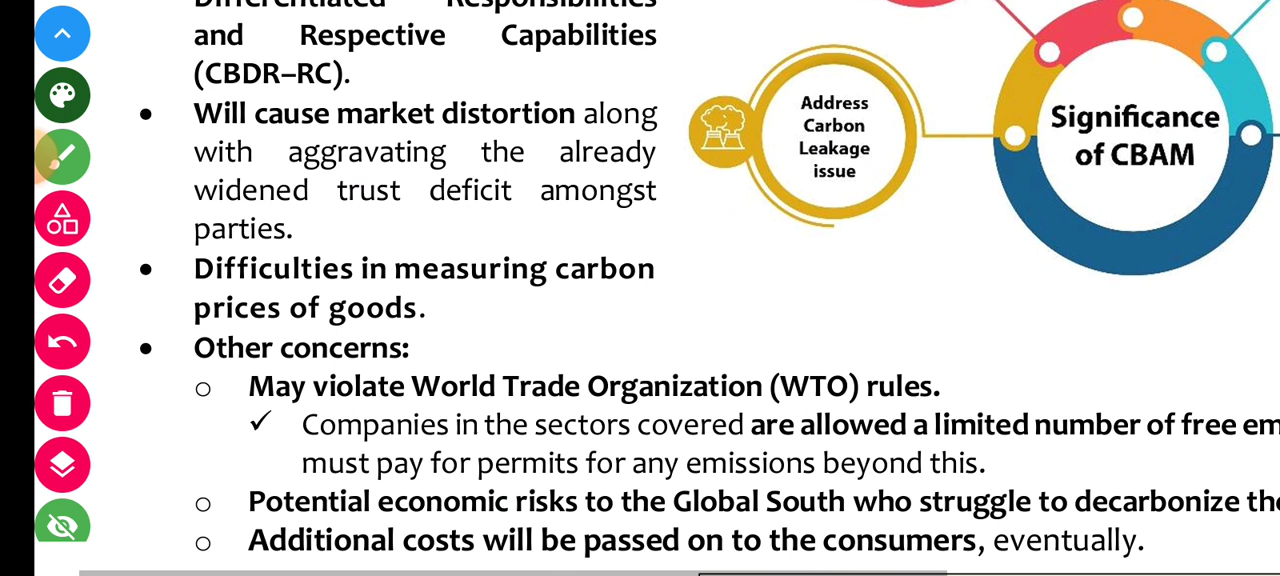 Differentiated Responsibilities
and Respective Capabilities
(CBDR–RC).
• Will cause market distortion along
with aggravating the already
widened trust deficit amongst
parties.
• Difficulties in measuring carbon
prices of goods.
• Other concerns:
o May violate World Trade Organization (WTO) rules.
✓ Companies in the sectors covered are allowed a limited number of free em
must pay for permits for any emissions beyond this.
o Potential economic risks to the Global South who struggle to decarbonize the
o Additional costs will be passed on to the consumers, eventually.
Address
Carbon
Leakage
issue
Significance
of CBAM